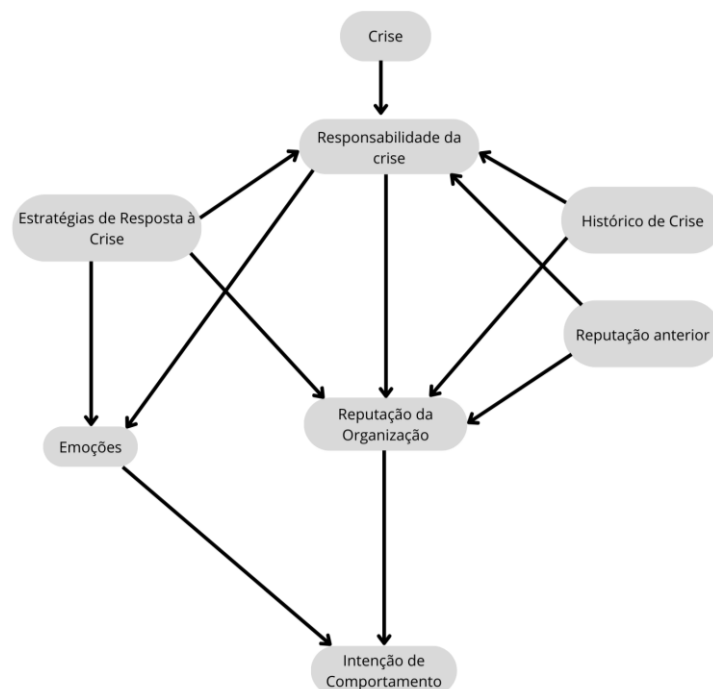 Crise
Responsabilidade da
crise
Estratégias de Resposta à
Crise
Histórico de Crise
Reputação anterior
Reputação da
Organização
Emoções
Intenção de
Comportamento